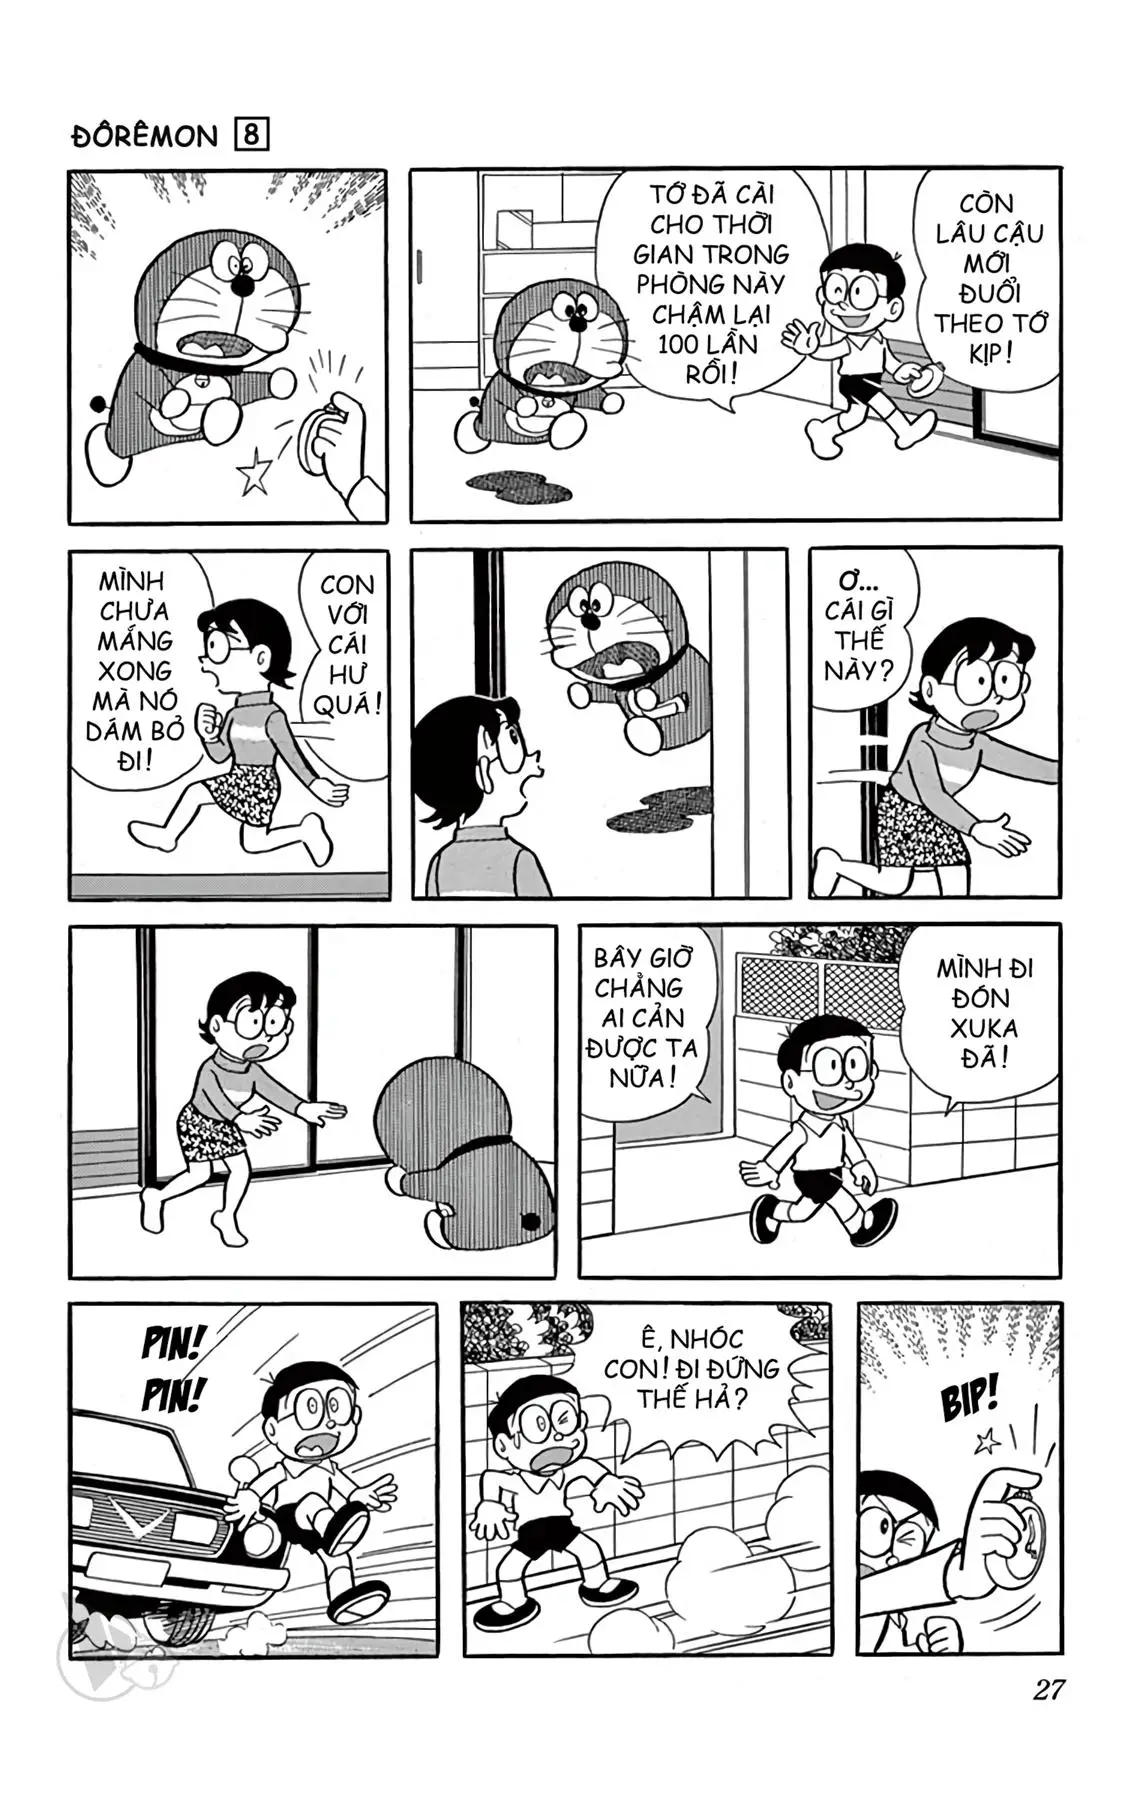 ĐÔRÊMON 8
TỚ ĐÃ CÀI
CHO THỜI
GIAN TRONG
PHÒNG NÀY
CHẬM LẠI
100 LẦN
RỒI!
CÒN
LÂU CẬU
MỚI
ĐUỔI
THEO TỚ
KỊP!
MÌNH
CHƯA
MẮNG
XONG
MÀ NÓ
DÁM BỎ
ĐI!
CON
VỚI
CÁI
HƯ
QUÁ!
Ơ...
CÁI GÌ
THẾ
NÀY?
BÂY GIỜ
CHẲNG
AI CẢN
ĐƯỢC TA
NỮA!
MÌNH ĐI
ĐÓN
XUKA
ĐÃ!
PIN!
PIN!
Ê, NHÓC
CON! ĐI ĐỨNG
THẾ HẢ?
BIP!
27